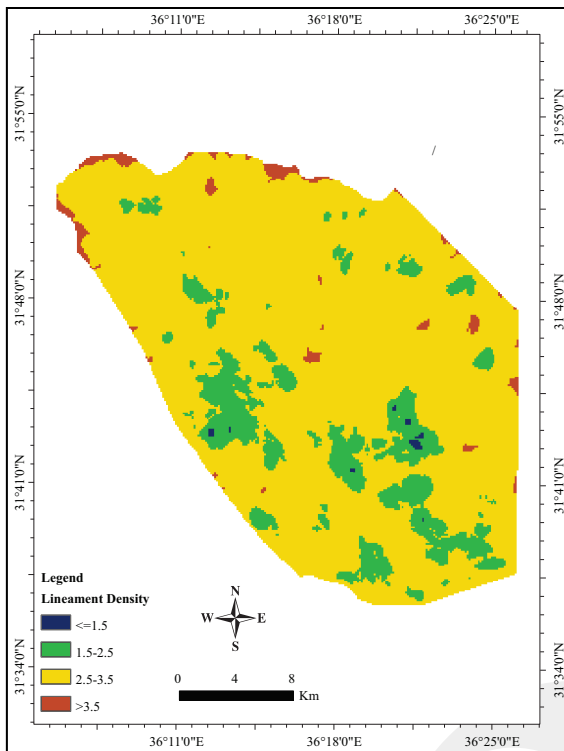 36°11'0"E 36°18'0"E 36°25'0"E
31°55'0"N 31°55'0"N
31°48'0"N 31°48'0"N
31°41'0"N 31°41'0"N
31°34'0"N 31°34'0"N
Legend
Lineament Density
<=1.5
1.5-2.5
2.5-3.5
>3.5
N
W E
S
0 4 8
Km
36°11'0"E 36°18'0"E 36°25'0"E